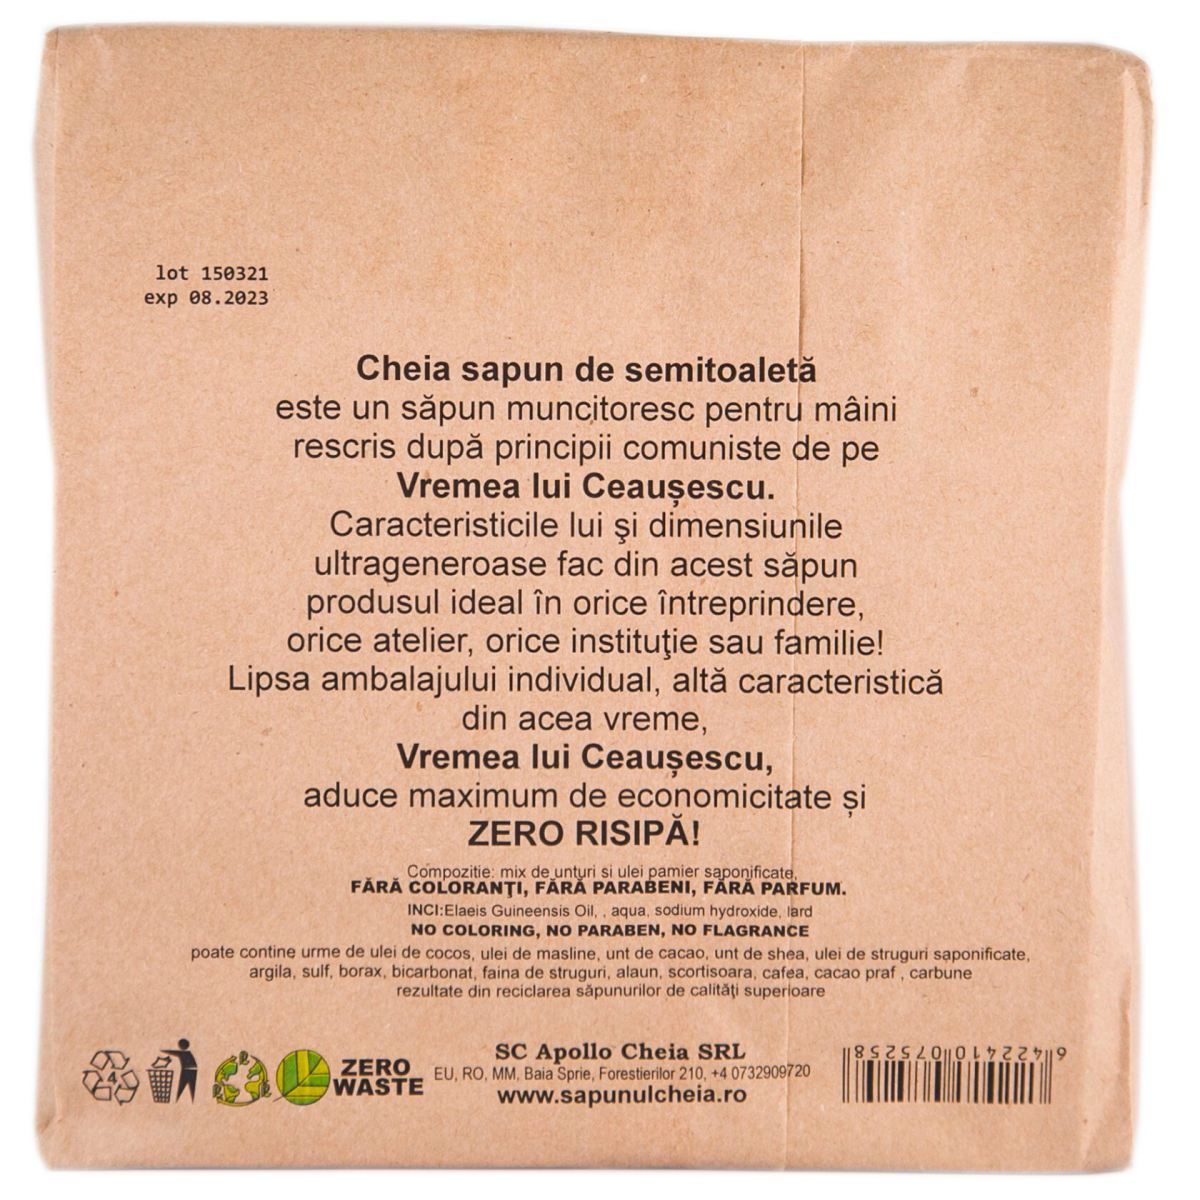 lot 150321
exp 08.2023
Cheia sapun de semitoaletă
este un săpun muncitoresc pentru mâini
rescris după principii comuniste de pe
Vremea lui Ceaușescu.
Caracteristicile lui şi dimensiunile
ultrageneroase fac din acest săpun
produsul ideal în orice întreprindere,
orice atelier, orice instituţie sau familie!
Lipsa ambalajului individual, altă caracteristică
din acea vreme,
Vremea lui Ceaușescu,
aduce maximum de economicitate și
ZERO RISIPĂ!
Compozitie: mix de unturi si ulei pamier saponificate,
FĂRĂ COLORANŢI, FĂRĂ PARABENI, FĂRĂ PARFUM.
INCI:Elaeis Guineensis Oil, , aqua, sodium hydroxide, lard
NO COLORING, NO PARABEN, NO FLAGRANCE
poate contine urme de ulei de cocos, ulei de masline, unt de cacao, unt de shea, ulei de struguri saponificate,
argila, sulf, borax, bicarbonat, faina de struguri, alaun, scortisoara, cafea, cacao praf , carbune
rezultate din reciclarea săpunurilor de calităţi superioare
4
ZERO
WASTE
SC Apollo Cheia SRL
EU, RO, MM, Baia Sprie, Forestierilor 210, +4 0732909720
www.sapunulcheia.ro
6422410075258